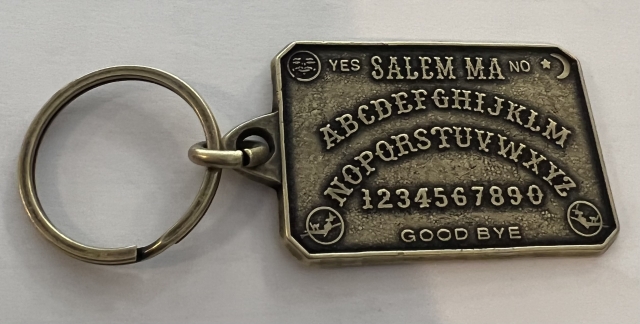 YES SALEM MA NO
ABCDEFGHIJKLM
NOPQRSTUVWXYZ
1234567890
GOOD BYE